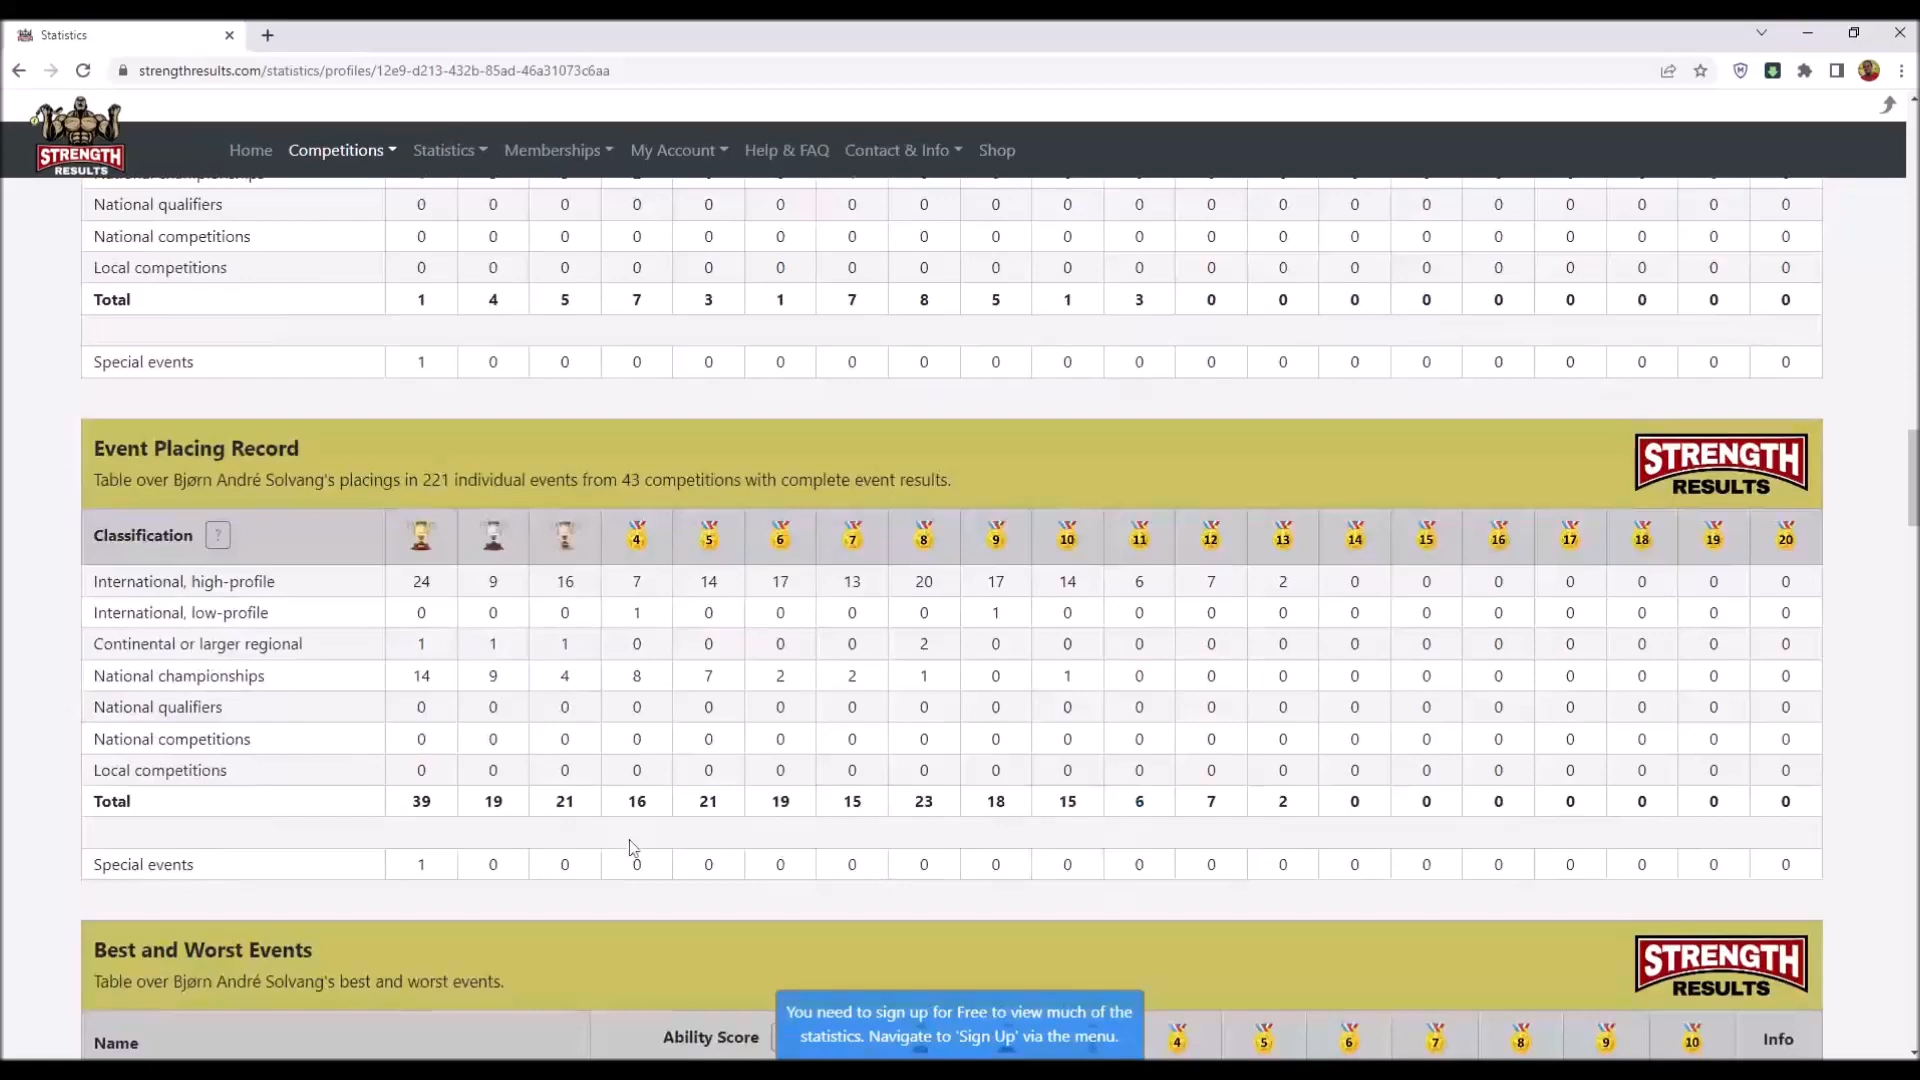 Statistics
strengthresults.com/statistics/profiles/12e9-d213-432b-85ad-46a31073c6aa
STRENGTH
RESULTS
Home Competitions Statistics Memberships My Account Help & FAQ Contact & Info Shop
National qualifiers 0 0 0 0 0 0 0 0 0 0 0 0 0 0 0 0 0 0 0 0
National competitions 0 0 0 0 0 0 0 0 0 0 0 0 0 0 0 0 0 0 0 0
Local competitions 0 0 0 0 0 0 0 0 0 0 0 0 0 0 0 0 0 0 0 0
Total 1 4 5 7 3 1 7 8 5 1 3 0 0 0 0 0 0 0 0 0
Special events 1 0 0 0 0 0 0 0 0 0 0 0 0 0 0 0 0 0 0 0
Event Placing Record
Table over Bjørn André Solvang's placings in 221 individual events from 43 competitions with complete event results.
STRENGTH
RESULTS
Classification ? 4 5 6 7 8 9 10 11 12 13 14 15 16 17 18 19 20
International, high-profile 24 9 16 7 14 17 13 20 17 14 6 7 2 0 0 0 0 0 0 0
International, low-profile 0 0 0 1 0 0 0 0 1 0 0 0 0 0 0 0 0 0 0 0
Continental or larger regional 1 1 1 0 0 0 0 2 0 0 0 0 0 0 0 0 0 0 0 0
National championships 14 9 4 8 7 2 2 1 0 1 0 0 0 0 0 0 0 0 0 0
National qualifiers 0 0 0 0 0 0 0 0 0 0 0 0 0 0 0 0 0 0 0 0
National competitions 0 0 0 0 0 0 0 0 0 0 0 0 0 0 0 0 0 0 0 0
Local competitions 0 0 0 0 0 0 0 0 0 0 0 0 0 0 0 0 0 0 0 0
Total 39 19 21 16 21 19 15 23 18 15 6 7 2 0 0 0 0 0 0 0
Special events 1 0 0 0 0 0 0 0 0 0 0 0 0 0 0 0 0 0 0 0
Best and Worst Events
Table over Bjørn André Solvang's best and worst events.
STRENGTH
RESULTS
You need to sign up for Free to view much of the
statistics. Navigate to 'Sign Up' via the menu.
Name Ability Score 4 5 6 7 8 9 10 Info